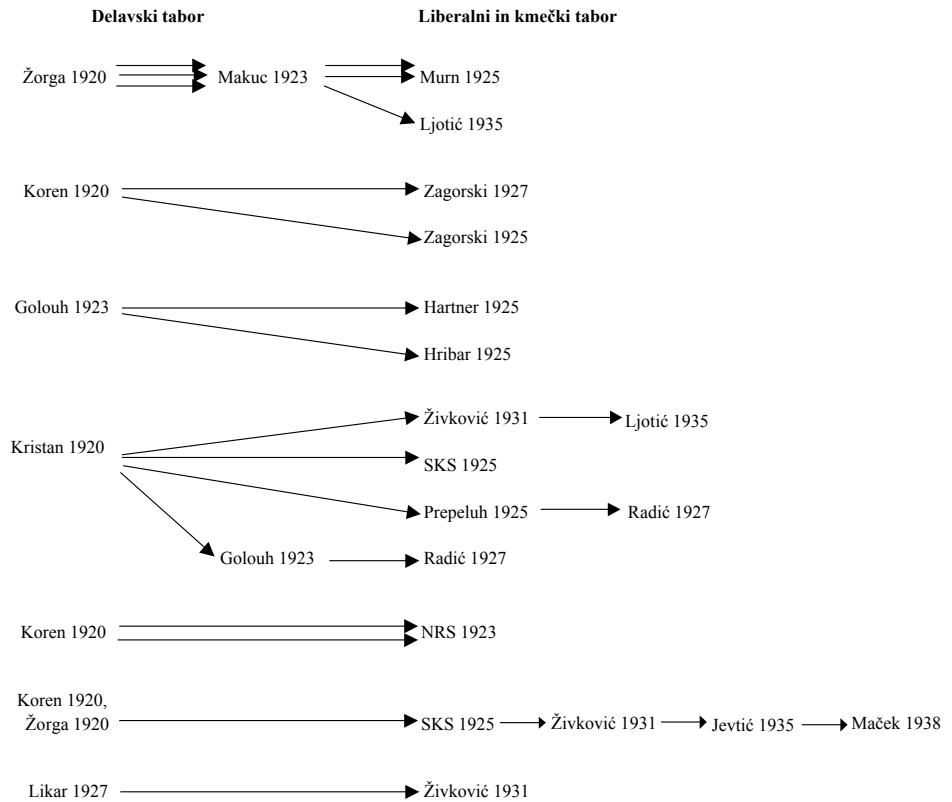 Delavski tabor Liberalni in kmečki tabor
Žorga 1920 Makuc 1923 Murn 1925
Ljotić 1935
Koren 1920 Zagorski 1927
Zagorski 1925
Golouh 1923 Hartner 1925
Hribar 1925
Živković 1931 Ljotić 1935
Kristan 1920
SKS 1925
Prepeluh 1925 Radić 1927
Golouh 1923 Radić 1927
Koren 1920 NRS 1923
Koren 1920,
Žorga 1920 SKS 1925 Živković 1931 Jevtić 1935 Maček 1938
Likar 1927 Živković 1931